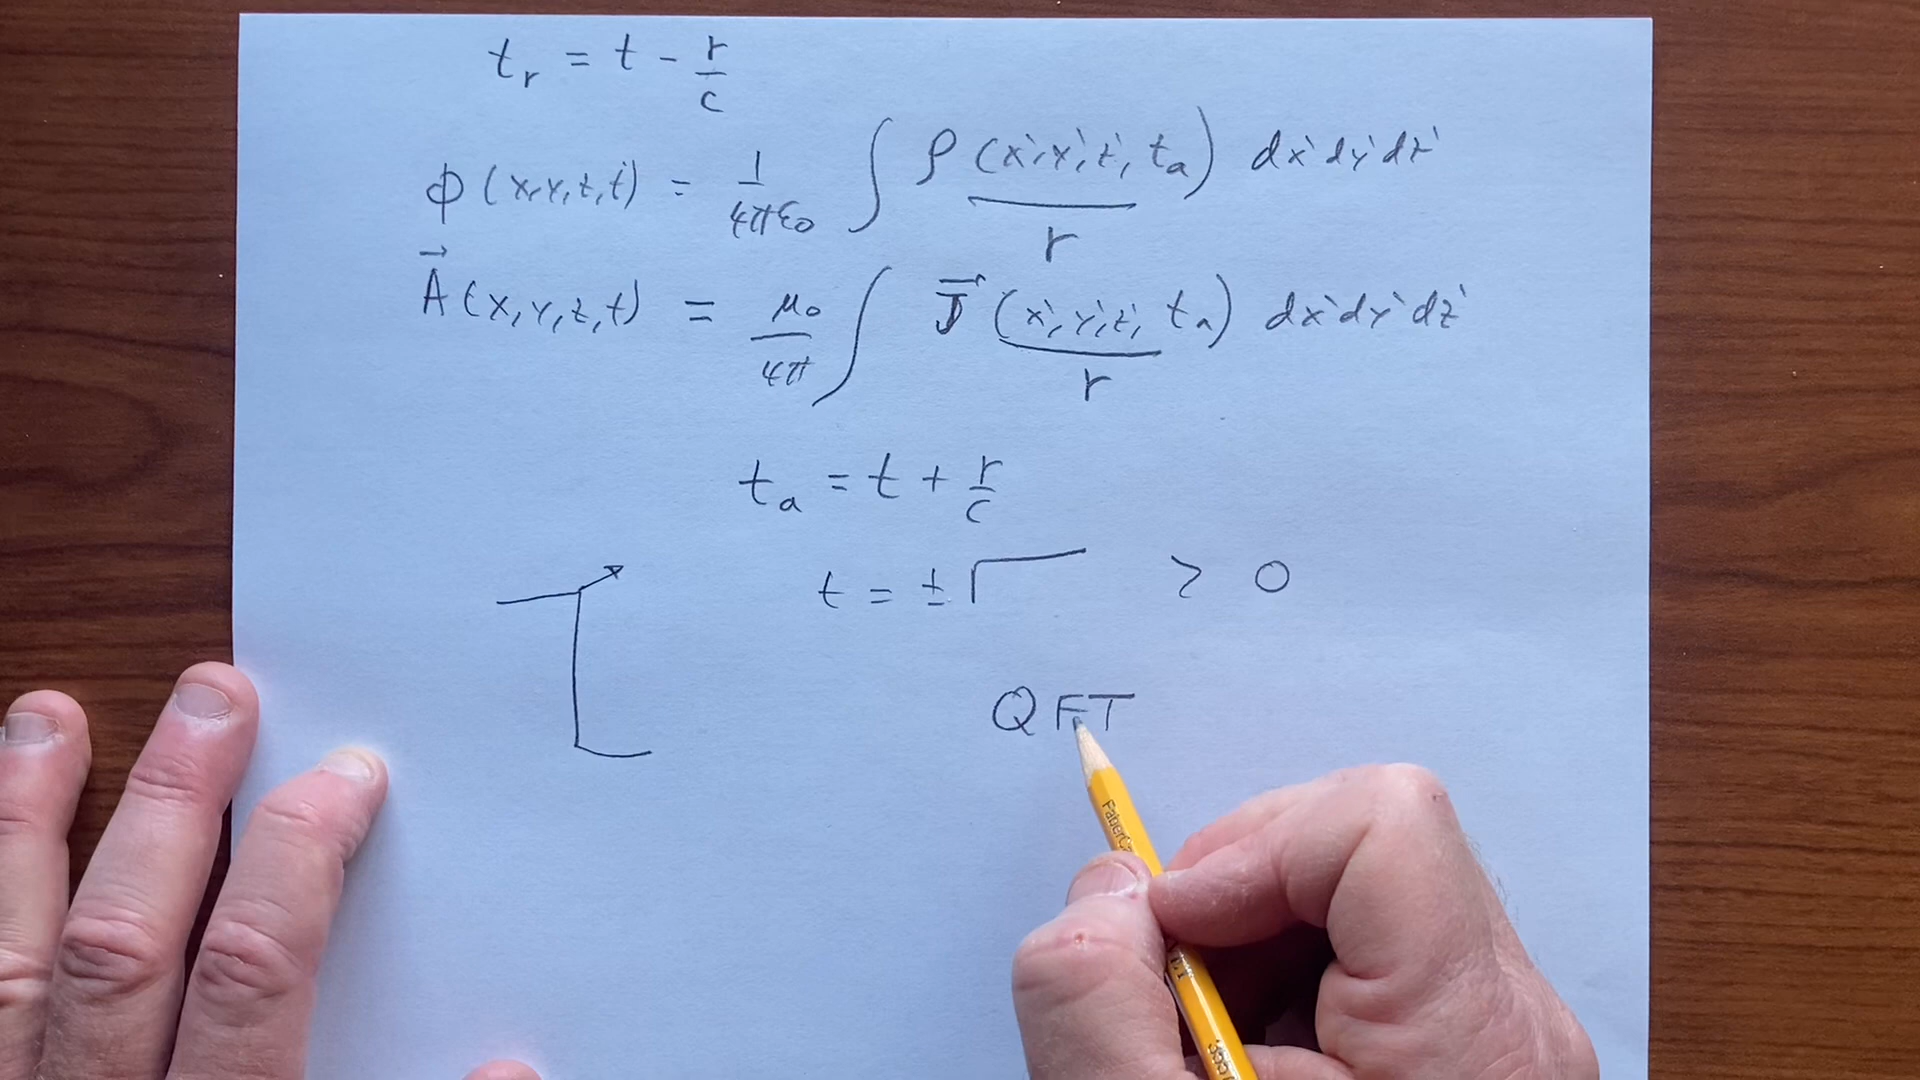 t_r = t - r/c
ϕ(x,y,z,t) = 1/4πε₀ ∫ ρ(x',y',z',t_a)/r dx'dy'dz'
A⃗(x,y,z,t) = μ₀/4π ∫ J⃗(x',y',z',t_a)/r dx'dy'dz'
t_a = t + r/c
t = ±√ > 0
QFT